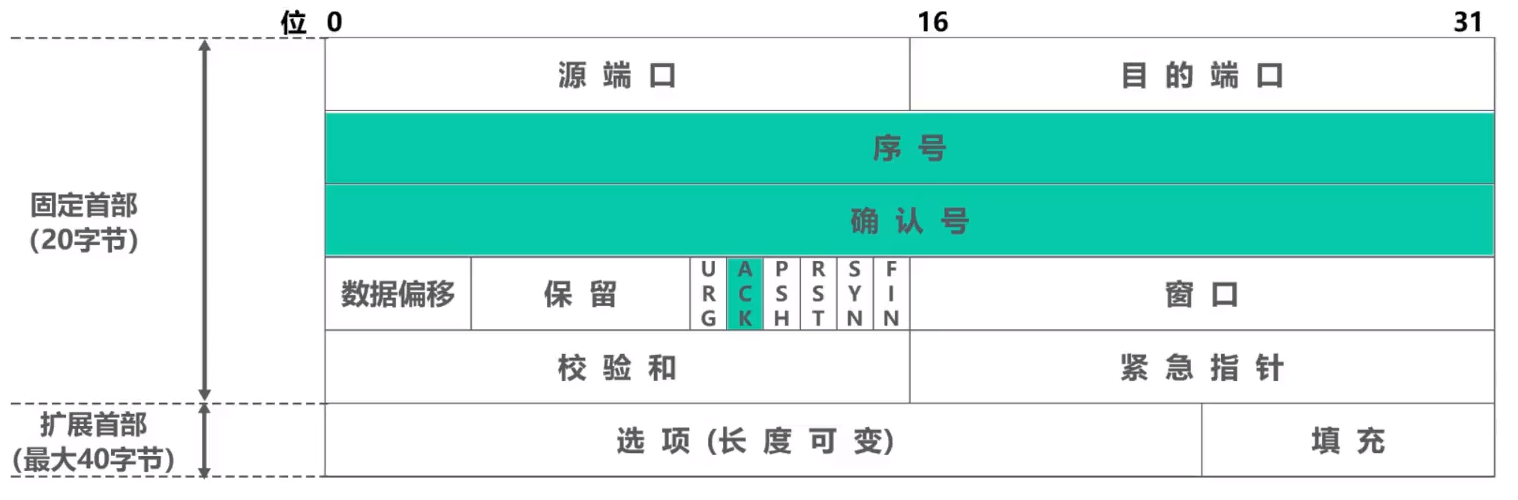 位 0 16 31
源 端 口 目 的 端 口
序 号
确 认 号
固定首部
(20字节)
数据偏移 保 留 URG ACK PSH RST SYN FIN 窗 口
校 验 和 紧 急 指 针
扩展首部
(最大40字节)
选 项 (长 度 可 变) 填 充